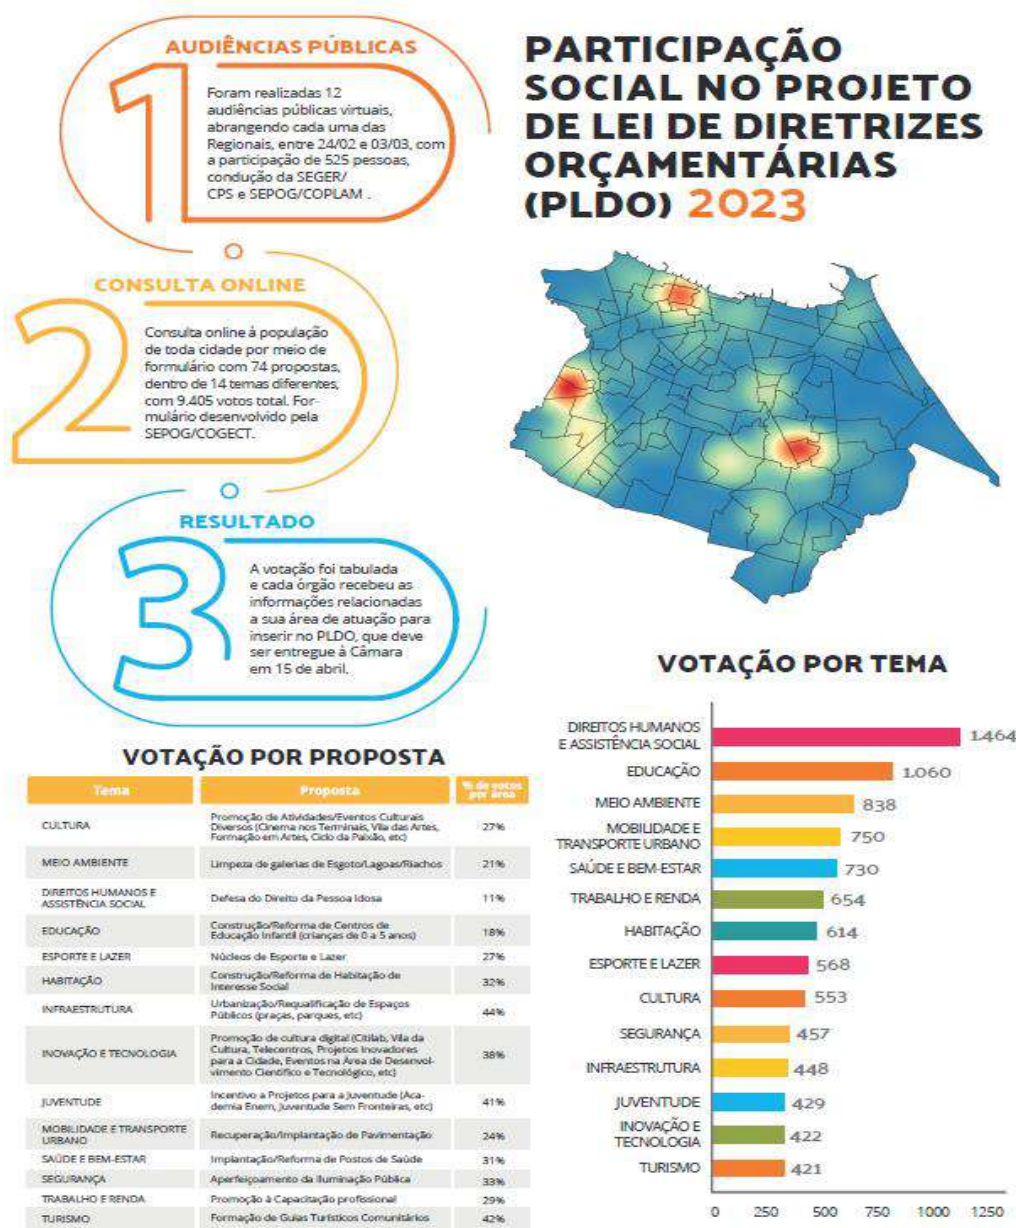 AUDIÊNCIAS PÚBLICAS
1
Foram realizadas 12
audiências públicas virtuais,
abrangendo cada uma das
Regionais, entre 24/02 e 03/03, com
a participação de 525 pessoas,
condução da SEGER/
CPS e SEPOG/COPLAM .
PARTICIPAÇÃO
SOCIAL NO PROJETO
DE LEI DE DIRETRIZES
ORÇAMENTÁRIAS
(PLDO) 2023
CONSULTA ONLINE
2
Consulta online à população
de toda cidade por meio de
formulário com 74 propostas,
dentro de 14 temas diferentes,
com 9.405 votos total. For-
mulário desenvolvido pela
SEPOG/COGECT.
RESULTADO
3
A votação foi tabulada
e cada órgão recebeu as
informações relacionadas
a sua área de atuação para
inserir no PLDO, que deve
ser entregue à Câmara
em 15 de abril.
VOTAÇÃO POR PROPOSTA
Tema Proposta % de votos
por área
CULTURA
Promoção de Atividades/Eventos Culturais
Diversos (Cinema nos Terminais, Vila das Artes,
Formação em Artes, Ciclo da Paixão, etc)
27%
MEIO AMBIENTE Limpeza de galerias de Esgoto/Lagoas/Riachos 21%
DIREITOS HUMANOS E
ASSISTÊNCIA SOCIAL
Defesa do Direito da Pessoa Idosa 11%
EDUCAÇÃO
Construção/Reforma de Centros de
Educação Infantil (crianças de 0 a 5 anos)
18%
ESPORTE E LAZER Núcleos de Esporte e Lazer 27%
HABITAÇÃO
Construção/Reforma de Habitação de
Interesse Social
32%
INFRAESTRUTURA
Urbanização/Requalificação de Espaços
Públicos (praças, parques, etc)
44%
INOVAÇÃO E TECNOLOGIA
Promoção de cultura digital (Citilab, Vila da
Cultura, Telecentros, Projetos Inovadores
para a Cidade, Eventos na Área de Desenvol-
vimento Científico e Tecnológico, etc)
38%
JUVENTUDE
Incentivo a Projetos para a Juventude (Aca-
demia Enem, Juventude Sem Fronteiras, etc)
41%
MOBILIDADE E TRANSPORTE
URBANO
Recuperação/Implantação de Pavimentação 24%
SAÚDE E BEM-ESTAR Implantação/Reforma de Postos de Saúde 31%
SEGURANÇA Aperfeiçoamento da Iluminação Pública 33%
TRABALHO E RENDA Promoção à Capacitação profissional 29%
TURISMO Formação de Guias Turísticos Comunitários 42%
VOTAÇÃO POR TEMA
DIREITOS HUMANOS
E ASSISTÊNCIA SOCIAL
1.464
EDUCAÇÃO 1.060
MEIO AMBIENTE 838
MOBILIDADE E
TRANSPORTE URBANO
750
SAÚDE E BEM-ESTAR 730
TRABALHO E RENDA 654
HABITAÇÃO 614
ESPORTE E LAZER 568
CULTURA 553
SEGURANÇA 457
INFRAESTRUTURA 448
JUVENTUDE 429
INOVAÇÃO E
TECNOLOGIA
422
TURISMO 421
0 250 500 750 1000 1250